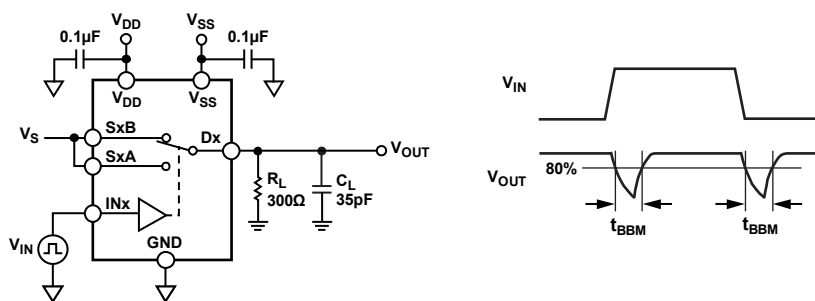 V_DD V_SS
0.1µF 0.1µF
V_DD V_SS
V_S SxB Dx V_OUT
SxA
R_L
300Ω
C_L
35pF
INx
V_IN
GND
V_IN
V_OUT
80%
t_BBM t_BBM